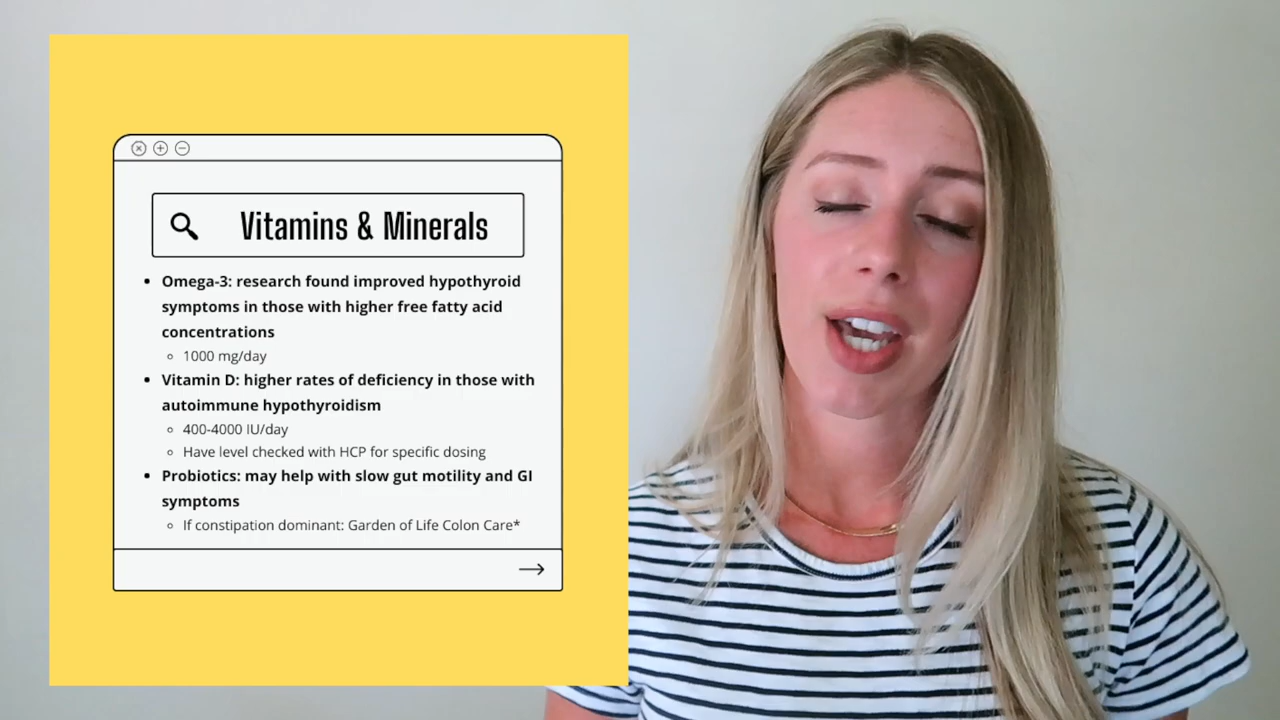 Vitamins & Minerals
• Omega-3: research found improved hypothyroid
symptoms in those with higher free fatty acid
concentrations
◦ 1000 mg/day
• Vitamin D: higher rates of deficiency in those with
autoimmune hypothyroidism
◦ 400-4000 IU/day
◦ Have level checked with HCP for specific dosing
• Probiotics: may help with slow gut motility and GI
symptoms
◦ If constipation dominant: Garden of Life Colon Care*